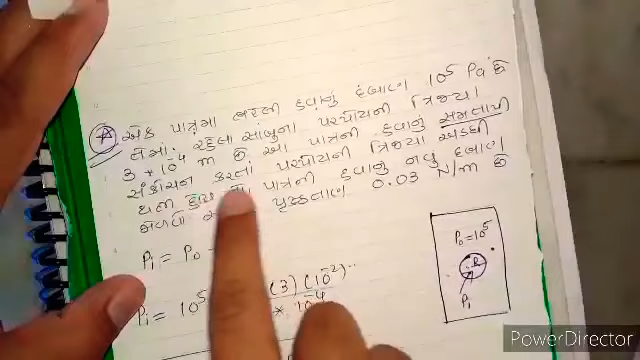 એક પાત્રમાં ભરેલી હવાનું દબાણ 10⁵ Pa છે
તેમાં રહેલા સાબુના પરપોટાની ત્રિજ્યા
3 * 10⁻⁴ m છે. આ પાત્રની હવાનું સમતાપી
સંકોચન કરતાં પરપોટાની ત્રિજ્યા અડધી
થતી હોય તો પાત્રની હવાનું નવુ દબાણ
મેળવો પૃષ્ઠતાણ 0.03 N/m છે
P₁ = P₀
P₁ = 10⁵ (3) (10⁻²)
* 10⁻⁴
P₀ = 10⁵
R
P₁
PowerDirector